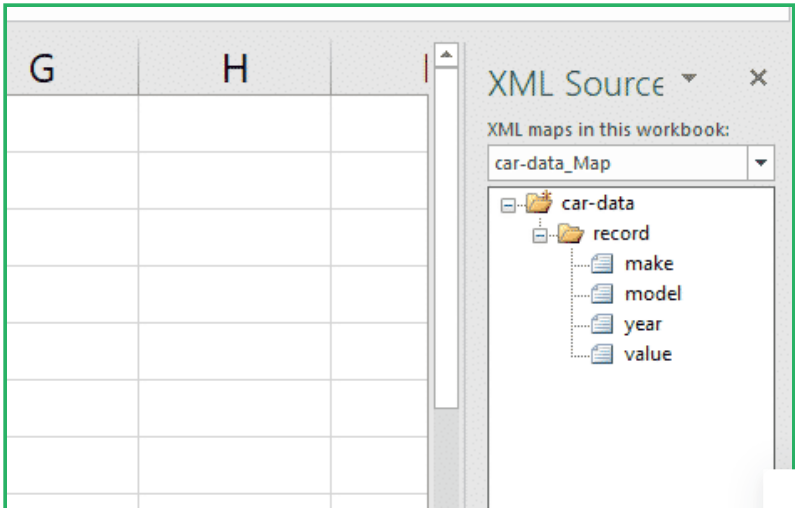 G H
XML Source
XML maps in this workbook:
car-data_Map
car-data
record
make
model
year
value